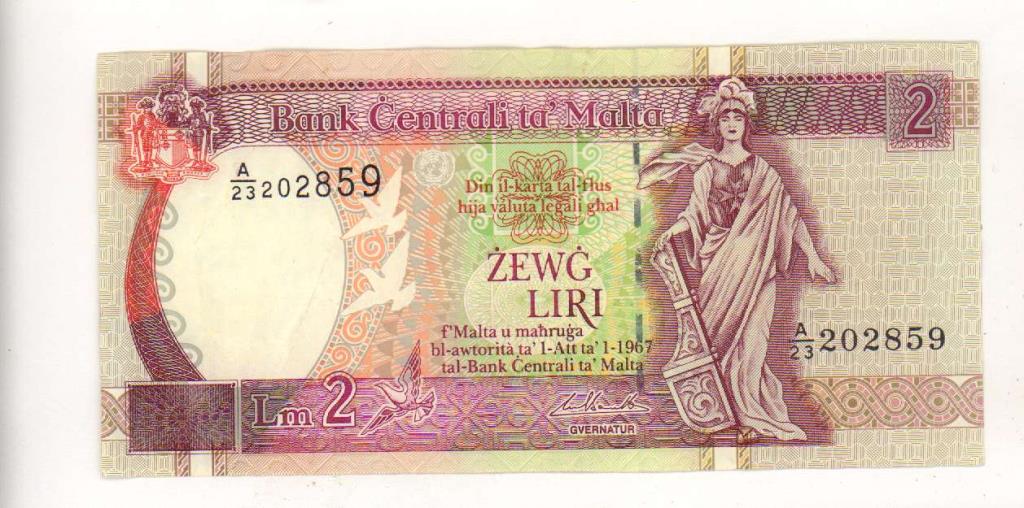 Bank Ċentrali ta' Malta
2
A/23 202859
Din il-karta tal-flus
hija valuta legali għal
ŻEWĠ
LIRI
f'Malta u maħruġa
bl-awtorità ta' l-Att ta' l-1967
tal-Bank Ċentrali ta' Malta
A/23 202859
Lm 2
GVERNATUR